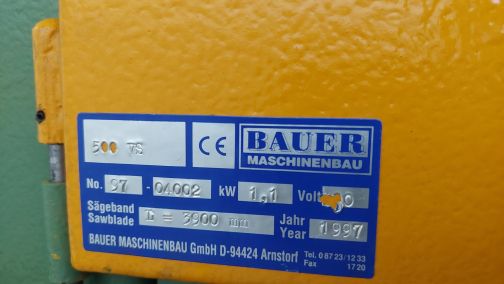 CE BAUER
500 VS MASCHINENBAU
No. 97 - 04002 kW 1,1 Volt
Sägeband
Sawblade L = 3900 mm Jahr
Year 1997
BAUER MASCHINENBAU GmbH D-94424 Arnstorf Tel. 0 87 23/12 33
Fax 17 20